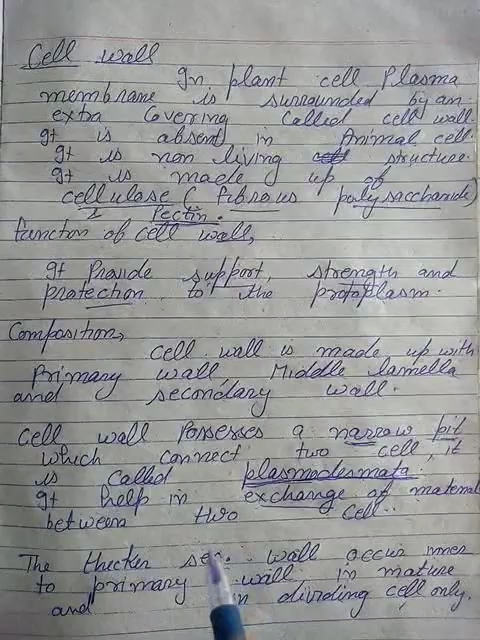 Cell wall
In plant cell Plasma
membrane is surrounded by an
extra covering called cell wall
It is absent in Animal cell.
It is non living structure.
It is made up of
cellulase ( fibrous polysaccharide)
& Pectin.
function of cell wall,
It Provide support, strength and
protection to the protoplasm.
Composition,
cell wall is made up with
Primary wall, Middle lamella
and secondary wall.
Cell wall Possesses a narrow pit
which connect two cell, it
is called plasmodesmata.
It help in exchange of material
between two cell.
The thicker sec. wall occur inner
to primary wall in mature
and in dividing cell only.